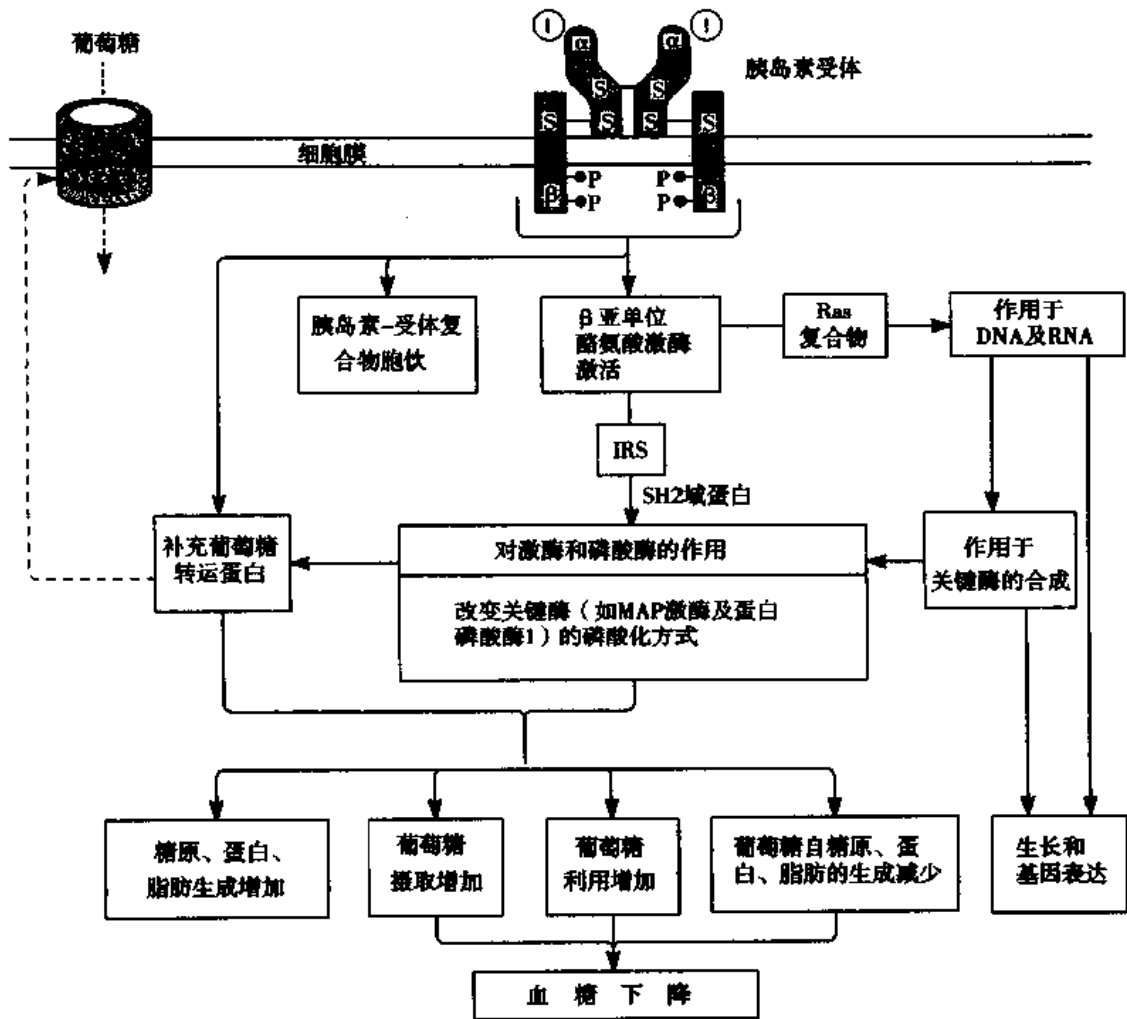 葡萄糖
I
I
α
α
胰岛素受体
S
S
S
S
S
S
细胞膜
P
P
β
P
P
β
胰岛素-受体复
合物胞饮
β亚单位
酪氨酸激酶
激活
Ras
复合物
作用于
DNA及RNA
IRS
SH2域蛋白
补充葡萄糖
转运蛋白
对激酶和磷酸酶的作用
改变关键酶（如MAP激酶及蛋白
磷酸酶1）的磷酸化方式
作用于
关键酶的合成
糖原、蛋白、
脂肪生成增加
葡萄糖
摄取增加
葡萄糖
利用增加
葡萄糖自糖原、蛋
白、脂肪的生成减少
生长和
基因表达
血糖下降